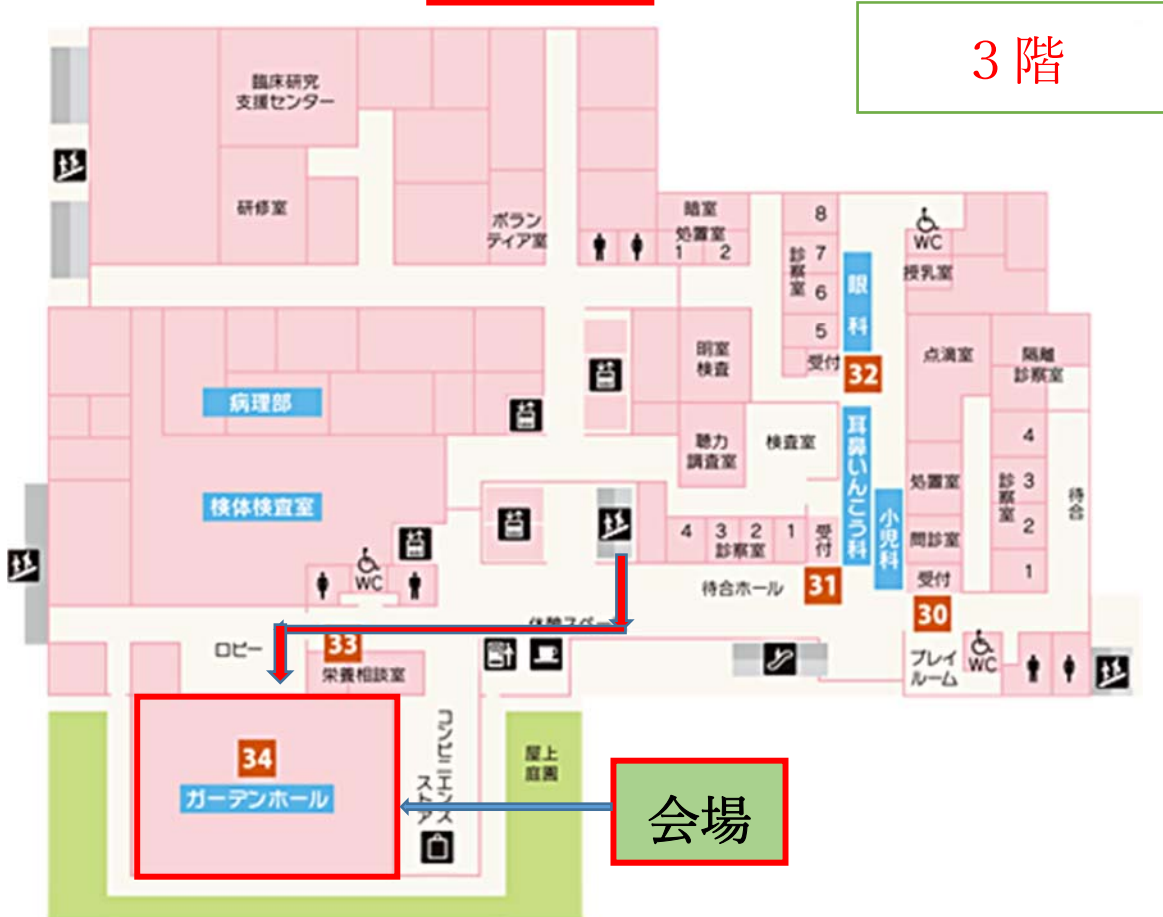 ３階
臨床研究
支援センター
研修室
ボラン
ティア室
暗室
処置室
1 2
8
7
6
5
診察室
受付
眼科
32
WC
授乳室
明室
検査
点滴室
隔離
診察室
病理部
聴力
調査室
検査室
耳鼻いんこう科
小児科
検体検査室
4 3 2 1
診察室
受付
31
待合ホール
処置室
問診室
受付
30
4
3
2
1
診察室
待合
WC
休憩スペー
ロビー
33
栄養相談室
プレイ
ルーム
WC
34
ガーデンホール
コンビニエンス
ストア
屋上
庭園
会場